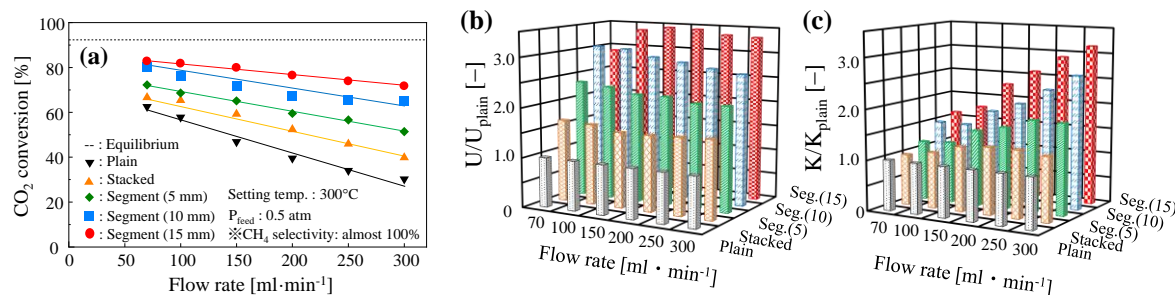 (a)
CO₂ conversion [%]
100
80
60
40
20
0
-- : Equilibrium
: Plain
: Stacked
: Segment (5 mm)
: Segment (10 mm)
: Segment (15 mm)
Setting temp. : 300°C
P_feed : 0.5 atm
※CH₄ selectivity: almost 100%
0 50 100 150 200 250 300
Flow rate [ml·min⁻¹]
(b)
U/U_plain [−]
3.0
2.0
1.0
0
70 100 150 200 250 300
Flow rate [ml・min⁻¹]
Seg.(15)
Seg.(10)
Seg.(5)
Stacked
Plain
(c)
K/K_plain [−]
3.0
2.0
1.0
0
70 100 150 200 250 300
Flow rate [ml・min⁻¹]
Seg.(15)
Seg.(10)
Seg.(5)
Stacked
Plain